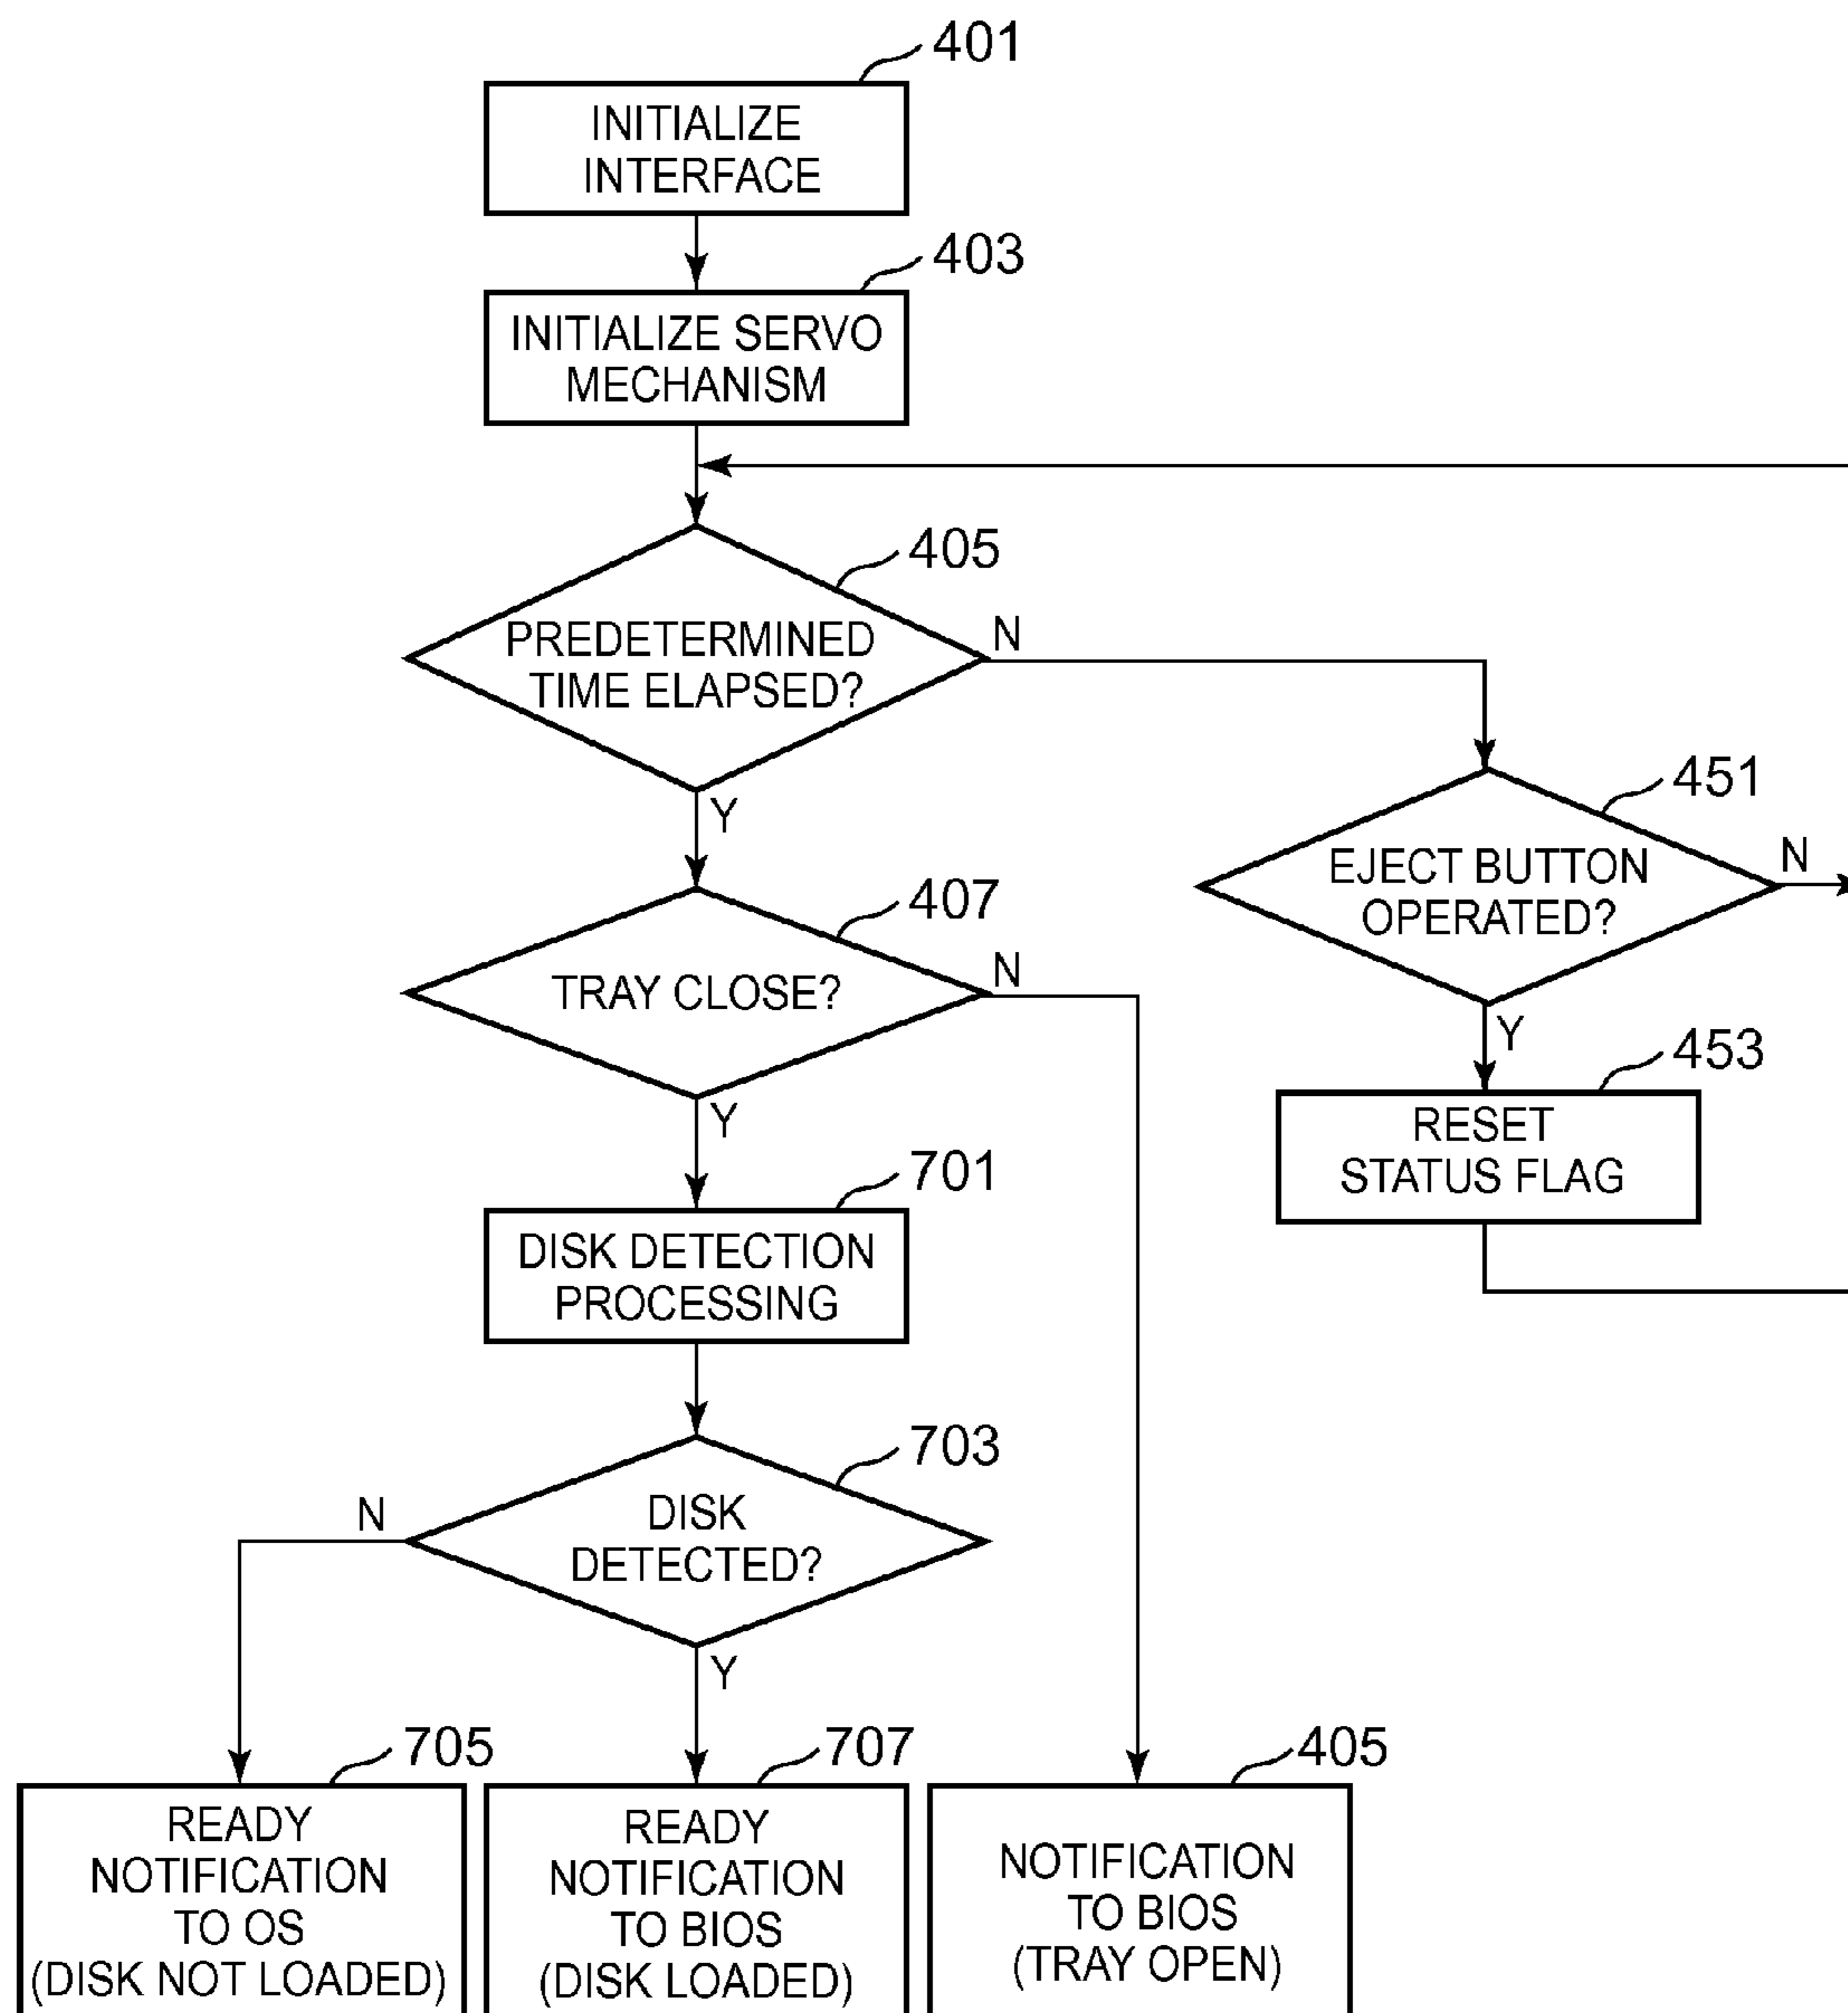 401
INITIALIZE
INTERFACE
403
INITIALIZE SERVO
MECHANISM
405
PREDETERMINED
TIME ELAPSED?
N
Y
451
EJECT BUTTON
OPERATED?
N
Y
407
TRAY CLOSE?
N
Y
453
RESET
STATUS FLAG
701
DISK DETECTION
PROCESSING
703
DISK
DETECTED?
N
Y
705
READY
NOTIFICATION
TO OS
(DISK NOT LOADED)
707
READY
NOTIFICATION
TO BIOS
(DISK LOADED)
405
NOTIFICATION
TO BIOS
(TRAY OPEN)